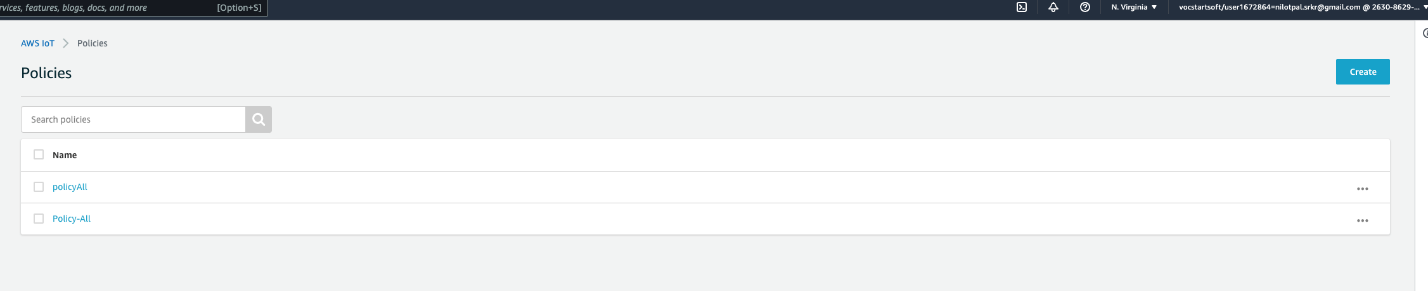 rvices, features, blogs, docs, and more [Option+S] N. Virginia ▼ vocstartsoft/user1672864=nilotpal.srkr@gmail.com @ 2630-8629-... ▼
AWS IoT > Policies
Policies
Create
Search policies
Name
policyAll
Policy-All